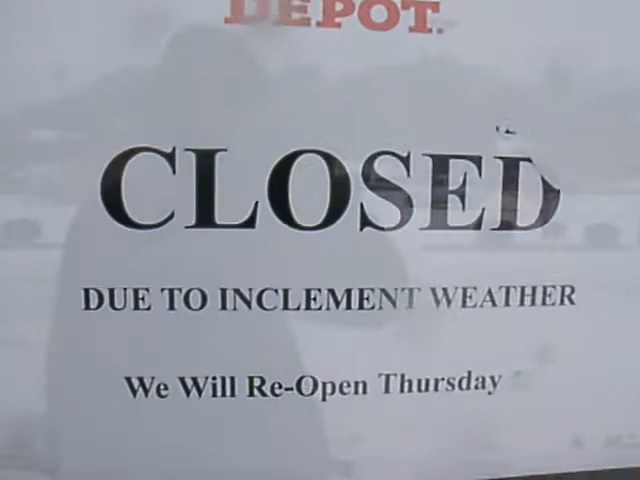 DEPOT.
CLOSED
DUE TO INCLEMENT WEATHER
We Will Re-Open Thursday